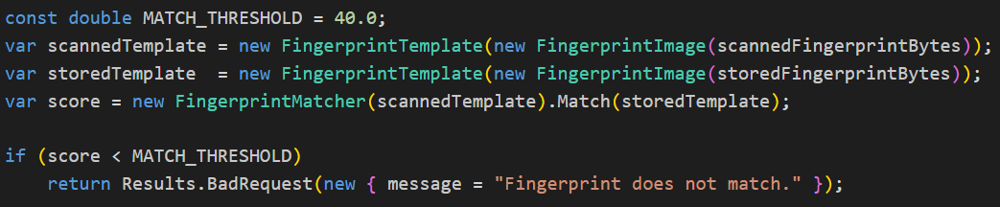 const double MATCH_THRESHOLD = 40.0;
var scannedTemplate = new FingerprintTemplate(new FingerprintImage(scannedFingerprintBytes));
var storedTemplate  = new FingerprintTemplate(new FingerprintImage(storedFingerprintBytes));
var score = new FingerprintMatcher(scannedTemplate).Match(storedTemplate);

if (score < MATCH_THRESHOLD)
    return Results.BadRequest(new { message = "Fingerprint does not match." });